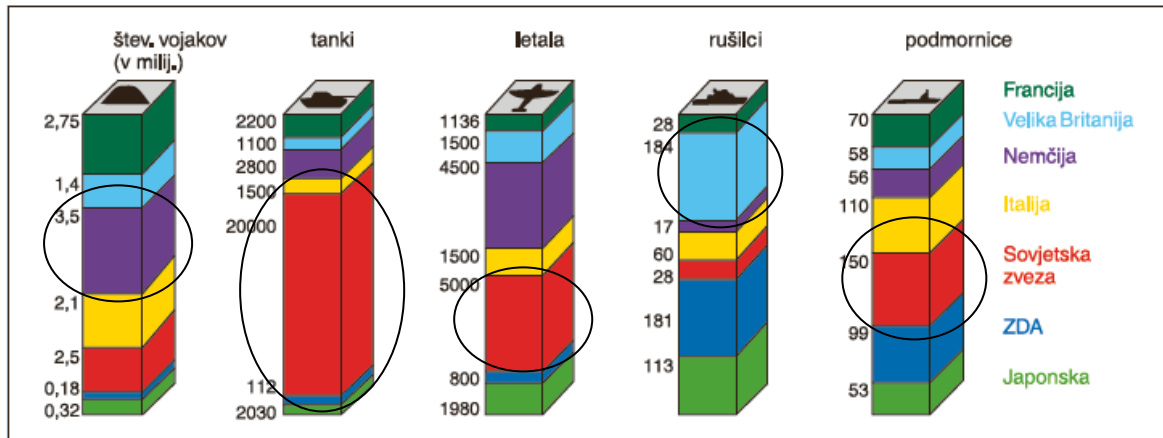 štev. vojakov
(v milij.)
2,75
1,4
3,5
2,1
2,5
0,18
0,32
tanki
2200
1100
2800
1500
20000
112
2030
letala
1136
1500
4500
1500
5000
800
1980
rušilci
28
184
17
60
28
181
113
podmornice
70
58
56
110
150
99
53
Francija
Velika Britanija
Nemčija
Italija
Sovjetska
zveza
ZDA
Japonska